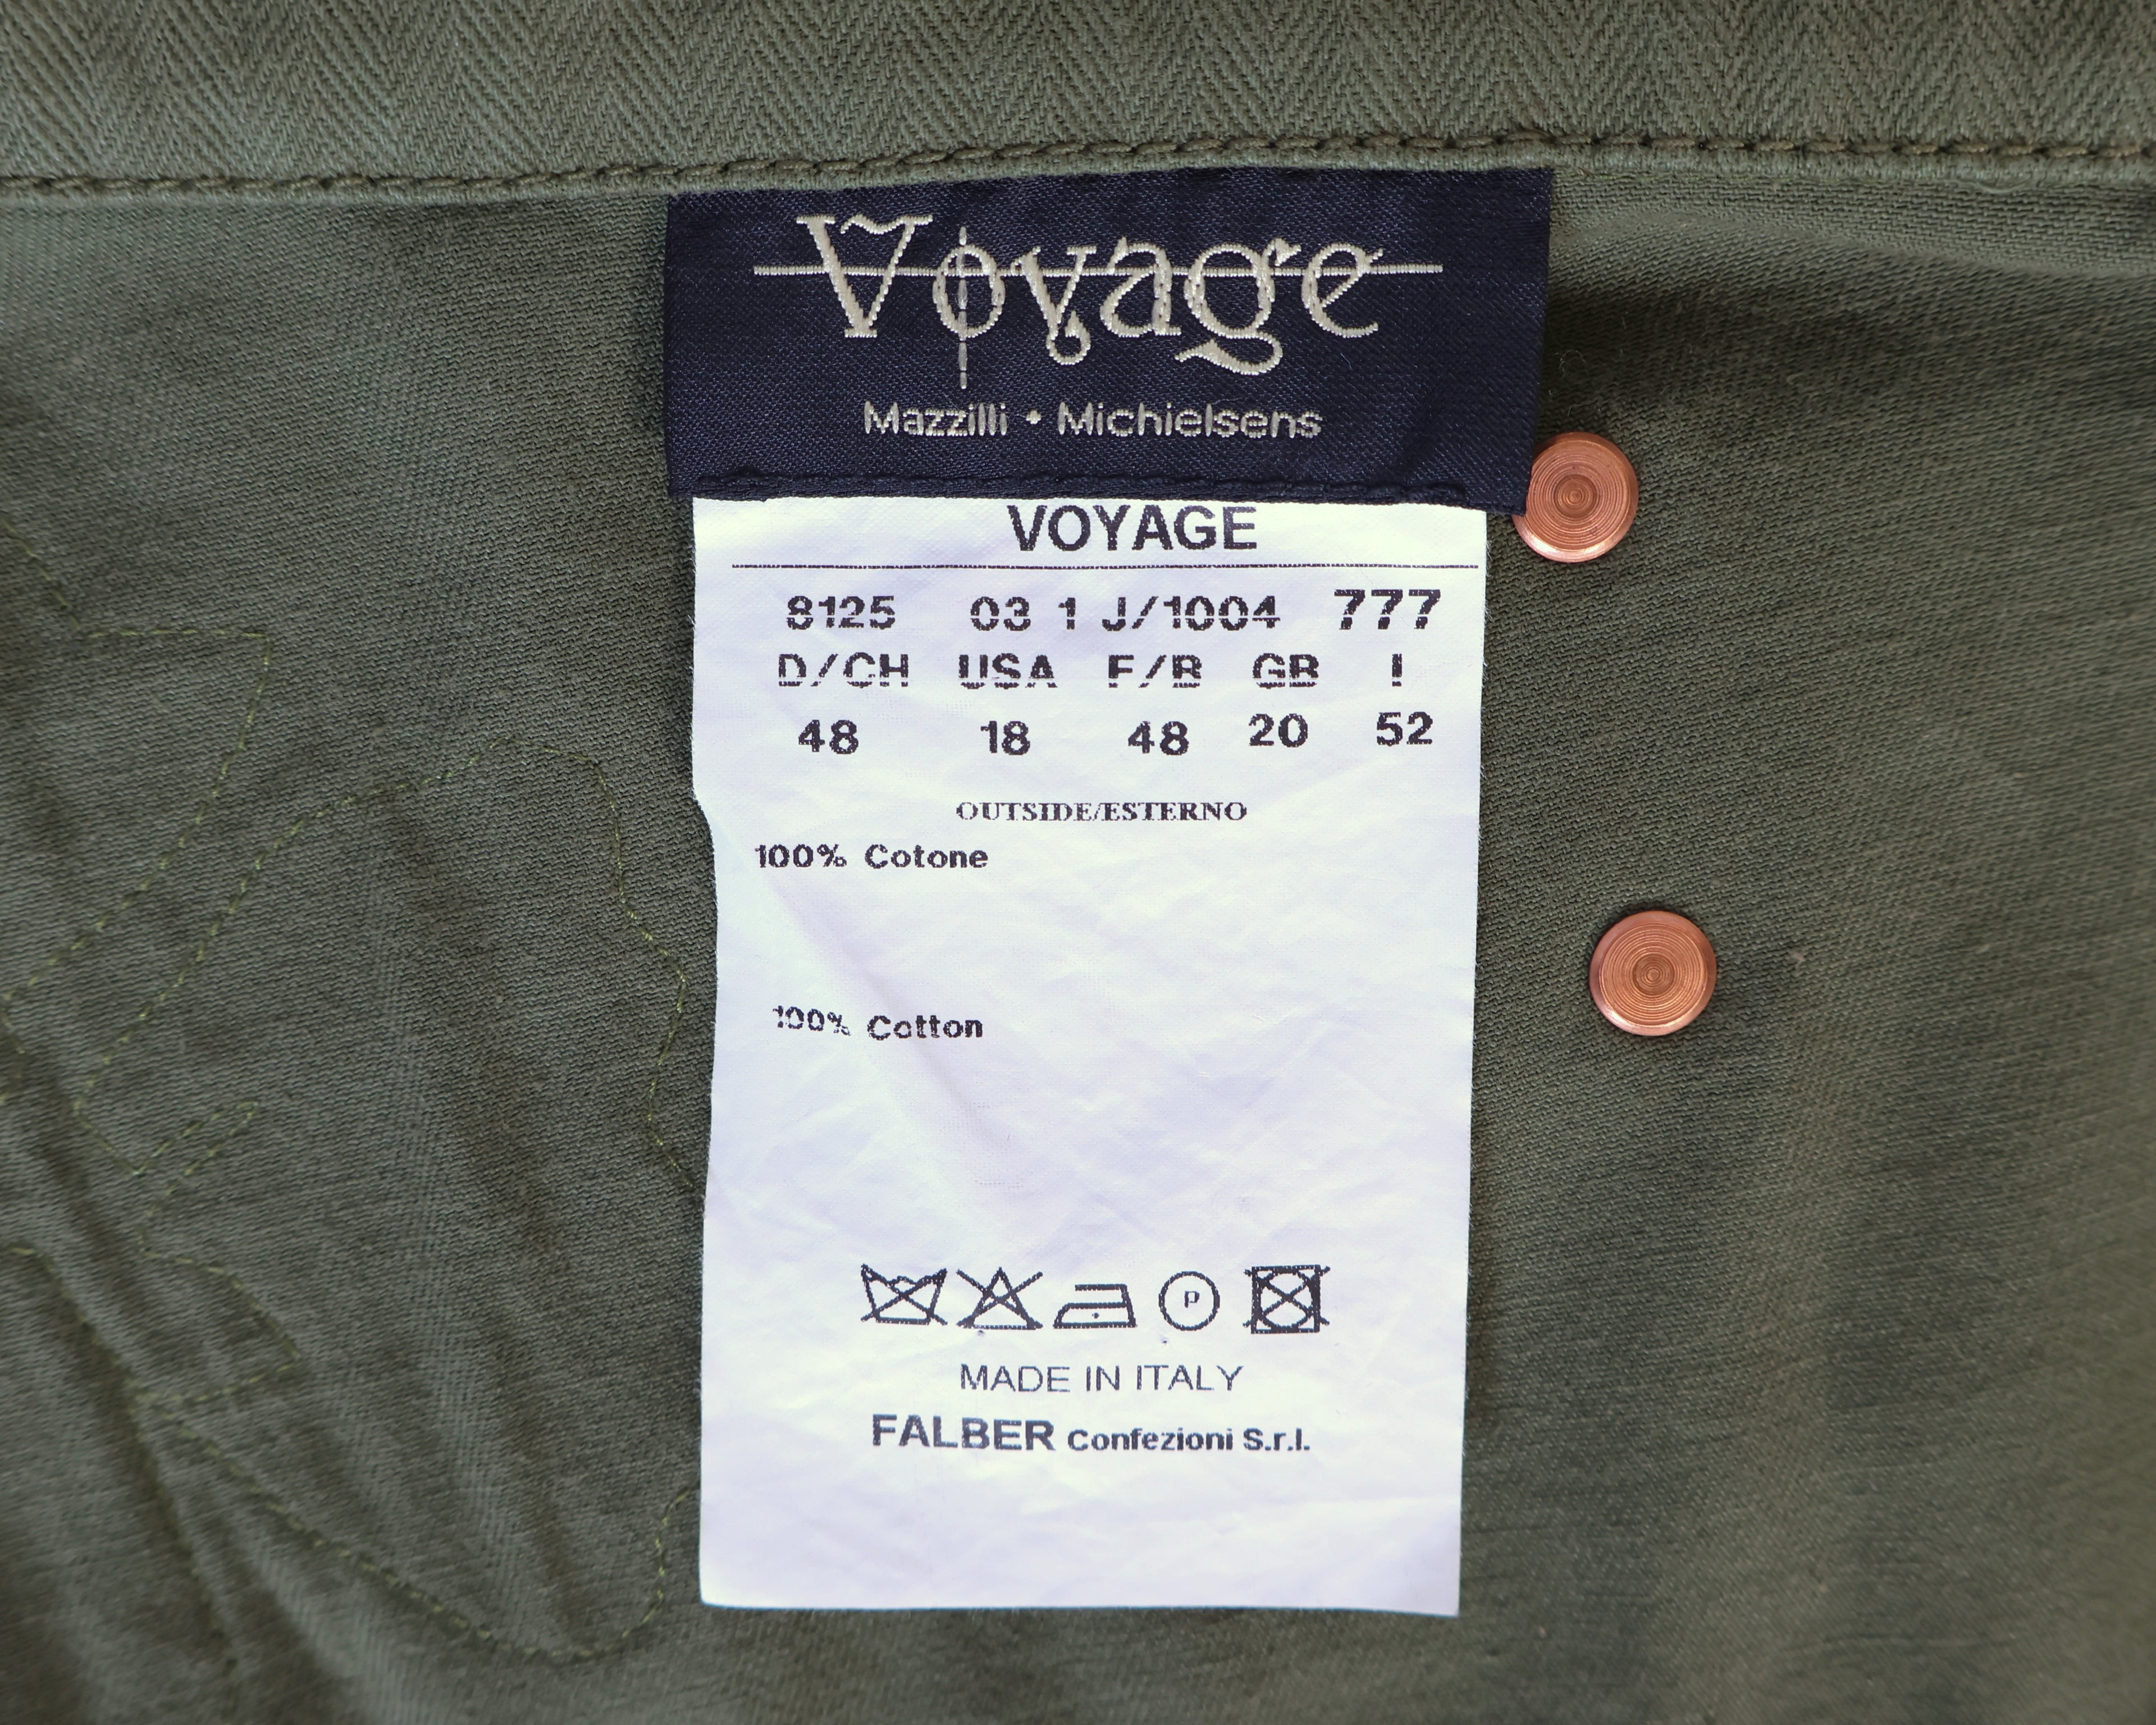 Voyage
Mazzilli • Michielsens
VOYAGE
8125 03 1 J/1004 777
D/CH USA F/B GB I
48 18 48 20 52
OUTSIDE/ESTERNO
100% Cotone
100% Cotton
P
MADE IN ITALY
FALBER Confezioni S.r.l.